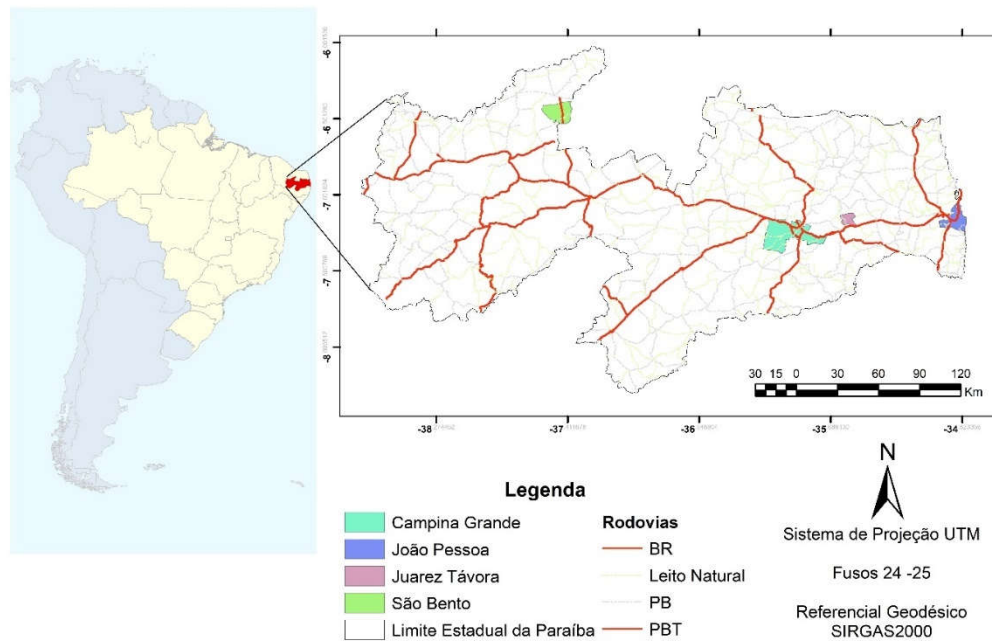 -6
-6
-7
-7
-8
30 15 0 30 60 90 120
Km
-38
-37
-36
-35
-34
N
Legenda
Campina Grande
João Pessoa
Juarez Távora
São Bento
Limite Estadual da Paraíba
Rodovias
BR
Leito Natural
PB
PBT
Sistema de Projeção UTM
Fusos 24 -25
Referencial Geodésico
SIRGAS2000